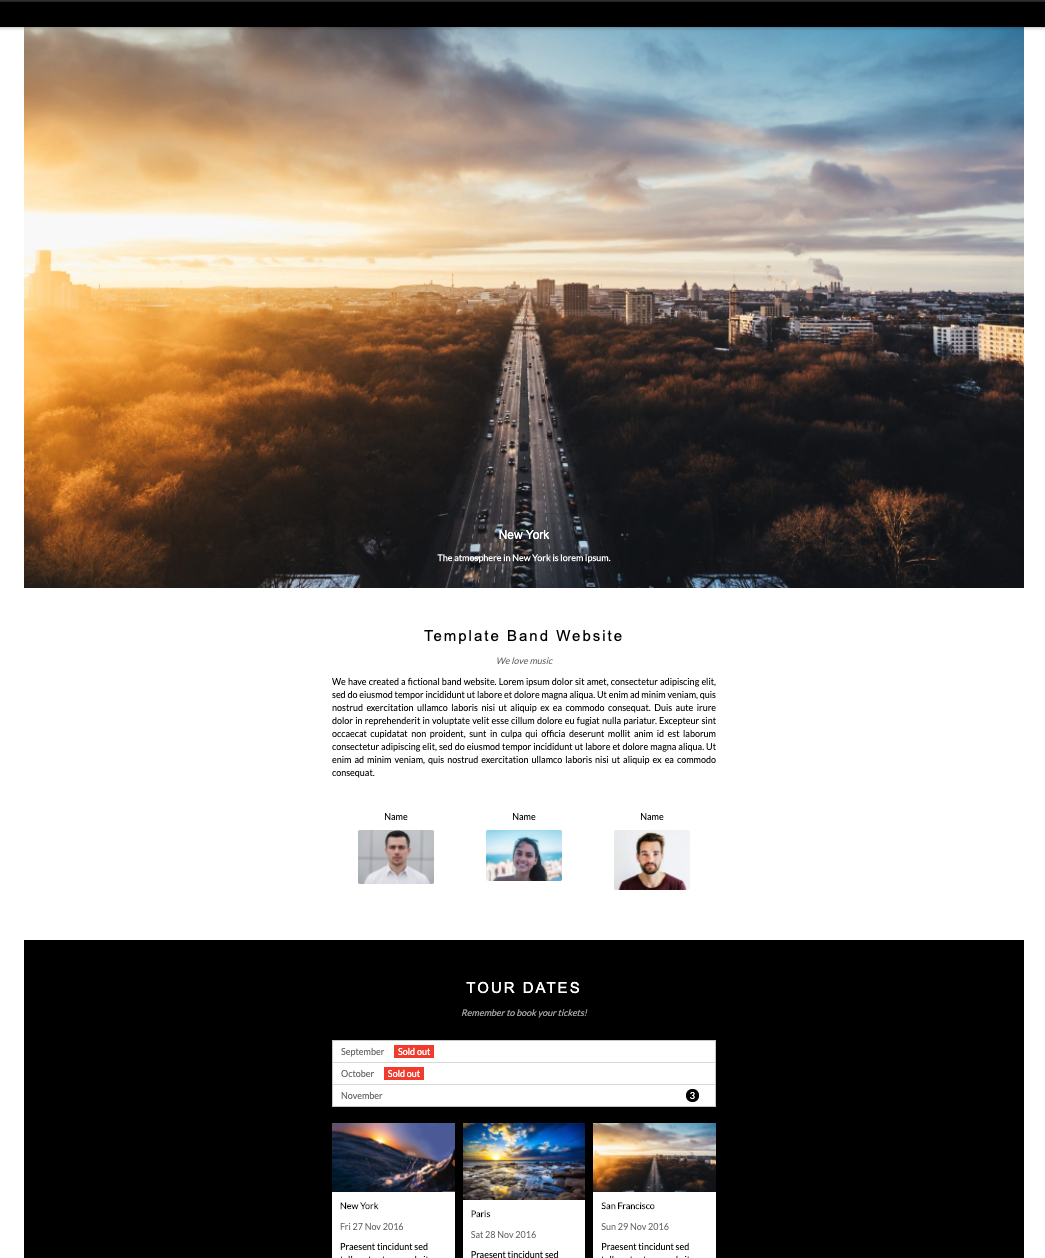 New York
The atmosphere in New York is lorem ipsum.
Template Band Website
We love music
We have created a fictional band website. Lorem ipsum dolor sit amet, consectetur adipiscing elit,
sed do eiusmod tempor incididunt ut labore et dolore magna aliqua. Ut enim ad minim veniam, quis
nostrud exercitation ullamco laboris nisi ut aliquip ex ea commodo consequat. Duis aute irure
dolor in reprehenderit in voluptate velit esse cillum dolore eu fugiat nulla pariatur. Excepteur sint
occaecat cupidatat non proident, sunt in culpa qui officia deserunt mollit anim id est laborum
consectetur adipiscing elit, sed do eiusmod tempor incididunt ut labore et dolore magna aliqua. Ut
enim ad minim veniam, quis nostrud exercitation ullamco laboris nisi ut aliquip ex ea commodo
consequat.
Name
Name
Name
TOUR DATES
Remember to book your tickets!
September Sold out
October Sold out
November 3
New York
Fri 27 Nov 2016
Praesent tincidunt sed
Paris
Sat 28 Nov 2016
Praesent tincidunt sed
San Francisco
Sun 29 Nov 2016
Praesent tincidunt sed